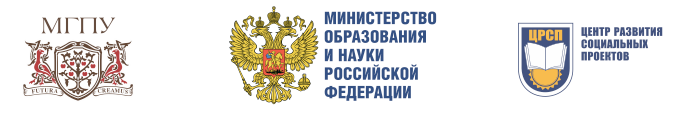 МГПУ
FUTURA CREAMUS
МИНИСТЕРСТВО
ОБРАЗОВАНИЯ
И НАУКИ
РОССИЙСКОЙ
ФЕДЕРАЦИИ
ЦРСП
ЦЕНТР РАЗВИТИЯ
СОЦИАЛЬНЫХ
ПРОЕКТОВ